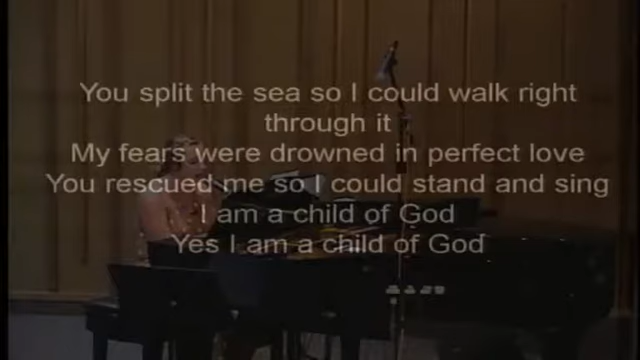 You split the sea so I could walk right
through it
My fears were drowned in perfect love
You rescued me so I could stand and sing
I am a child of God
Yes I am a child of God